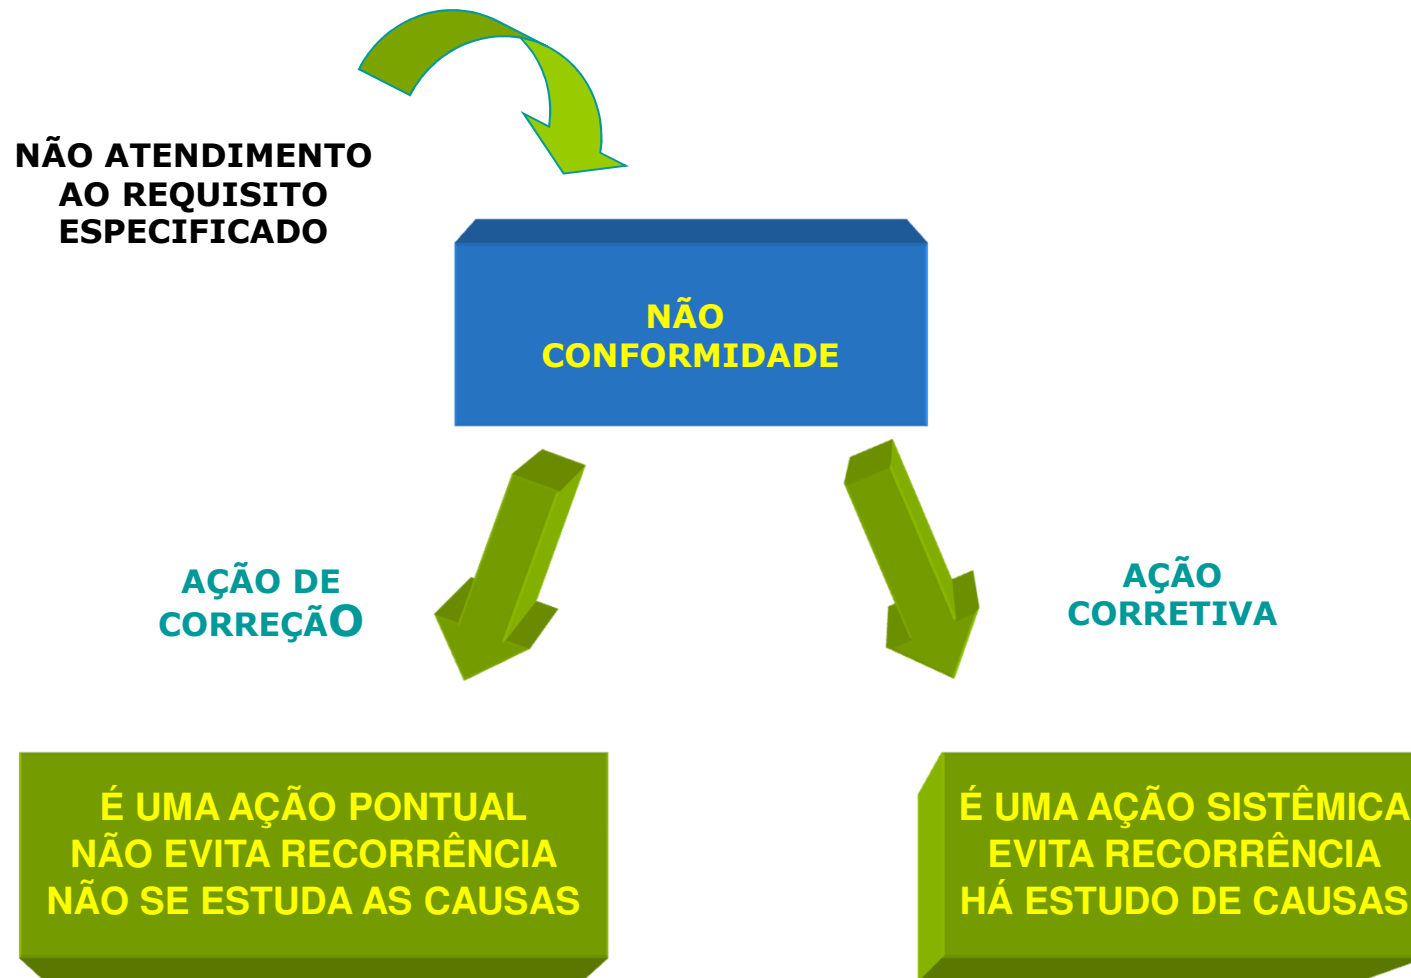 NÃO ATENDIMENTO
AO REQUISITO
ESPECIFICADO
NÃO
CONFORMIDADE
AÇÃO DE
CORREÇÃO
AÇÃO
CORRETIVA
É UMA AÇÃO PONTUAL
NÃO EVITA RECORRÊNCIA
NÃO SE ESTUDA AS CAUSAS
É UMA AÇÃO SISTÊMICA
EVITA RECORRÊNCIA
HÁ ESTUDO DE CAUSAS